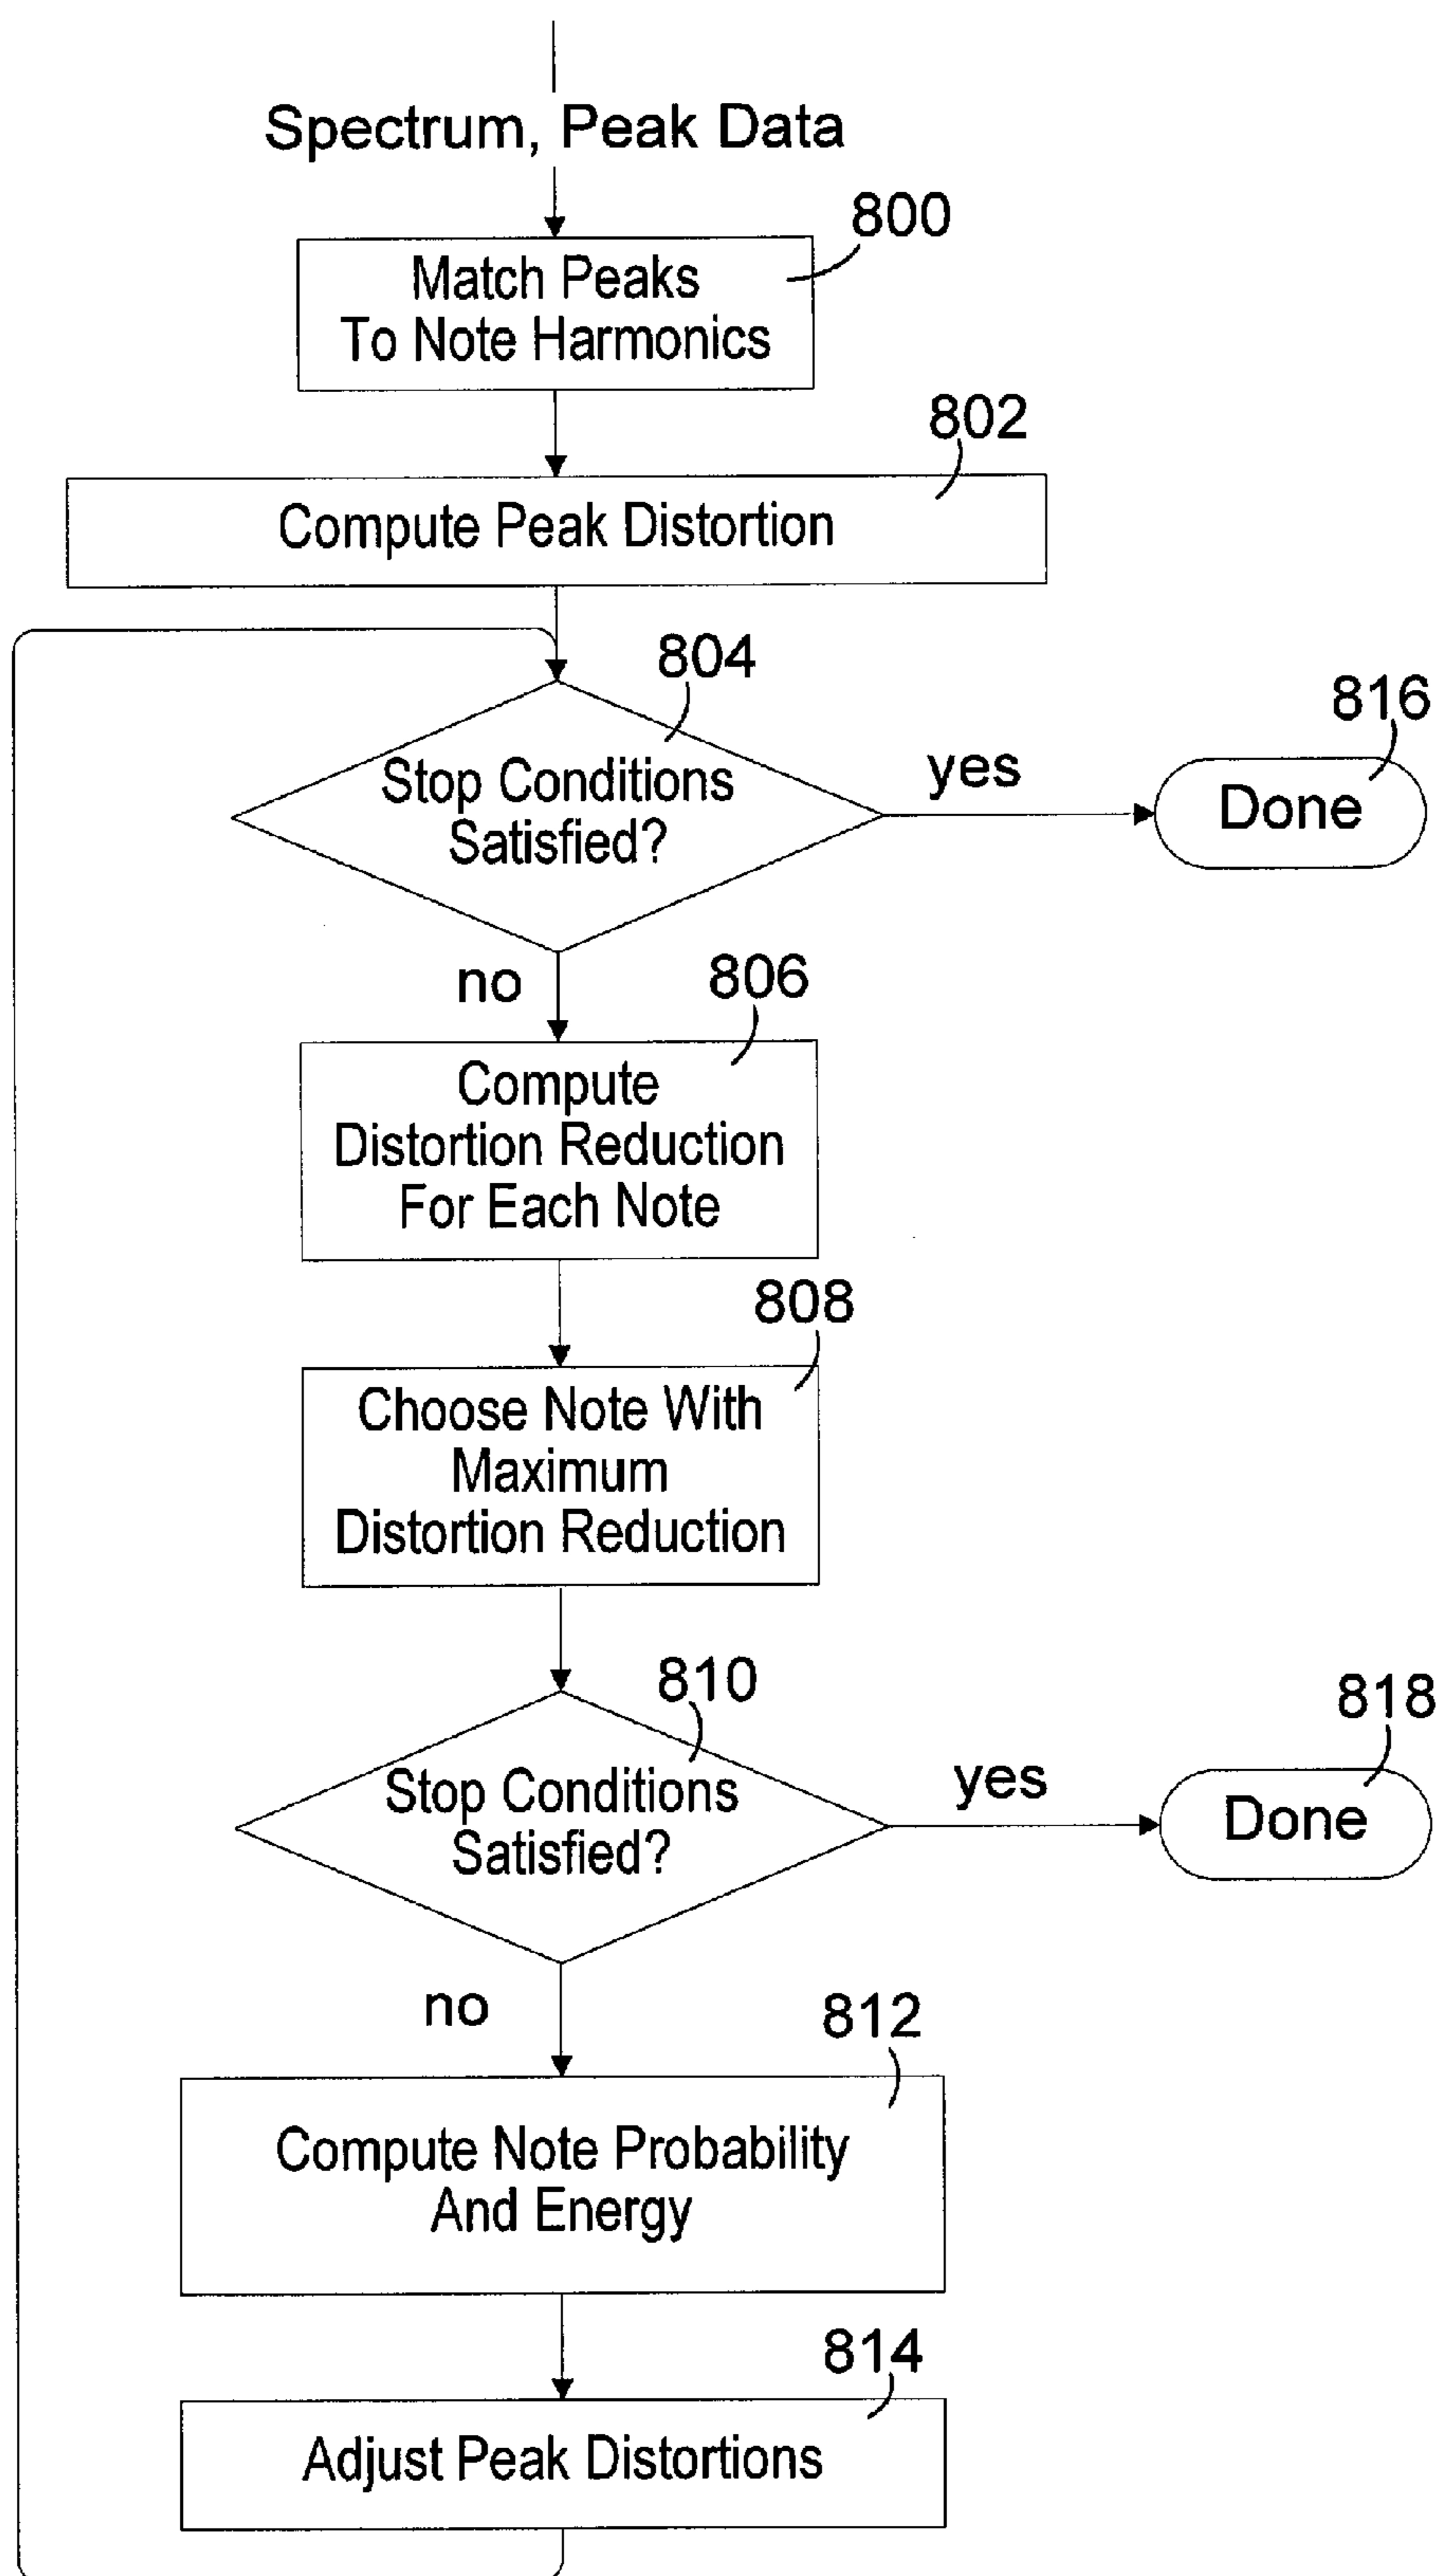 Spectrum, Peak Data
800
Match Peaks
To Note Harmonics
802
Compute Peak Distortion
804
816
Stop Conditions
Satisfied?
yes
Done
no
806
Compute
Distortion Reduction
For Each Note
808
Choose Note With
Maximum
Distortion Reduction
810
818
Stop Conditions
Satisfied?
yes
Done
no
812
Compute Note Probability
And Energy
814
Adjust Peak Distortions